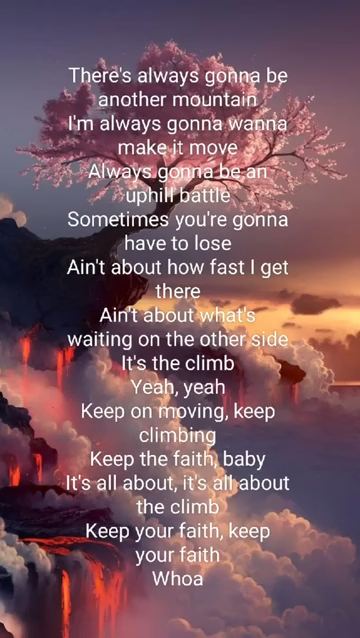 There's always gonna be
another mountain
I'm always gonna wanna
make it move
Always gonna be an
uphill battle
Sometimes you're gonna
have to lose
Ain't about how fast I get
there
Ain't about what's
waiting on the other side
It's the climb
Yeah, yeah
Keep on moving, keep
climbing
Keep the faith, baby
It's all about, it's all about
the climb
Keep your faith, keep
your faith
Whoa